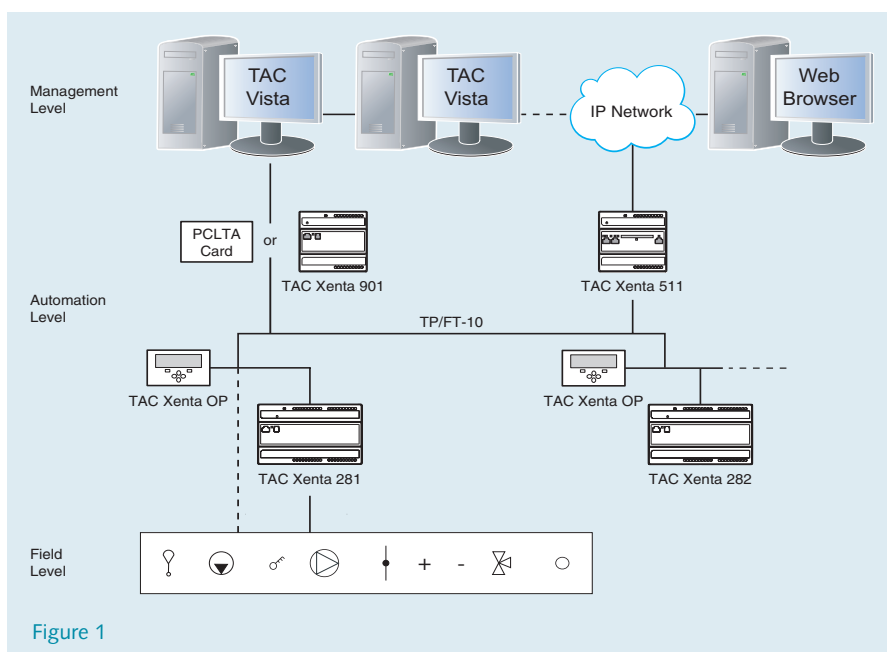 Management
Level
TAC
Vista
TAC
Vista
IP Network
Web
Browser
PCLTA
Card
or
TAC Xenta 901
TAC Xenta 511
Automation
Level
TP/FT-10
TAC Xenta OP
TAC Xenta OP
TAC Xenta 281
TAC Xenta 282
Field
Level
+ -
Figure 1